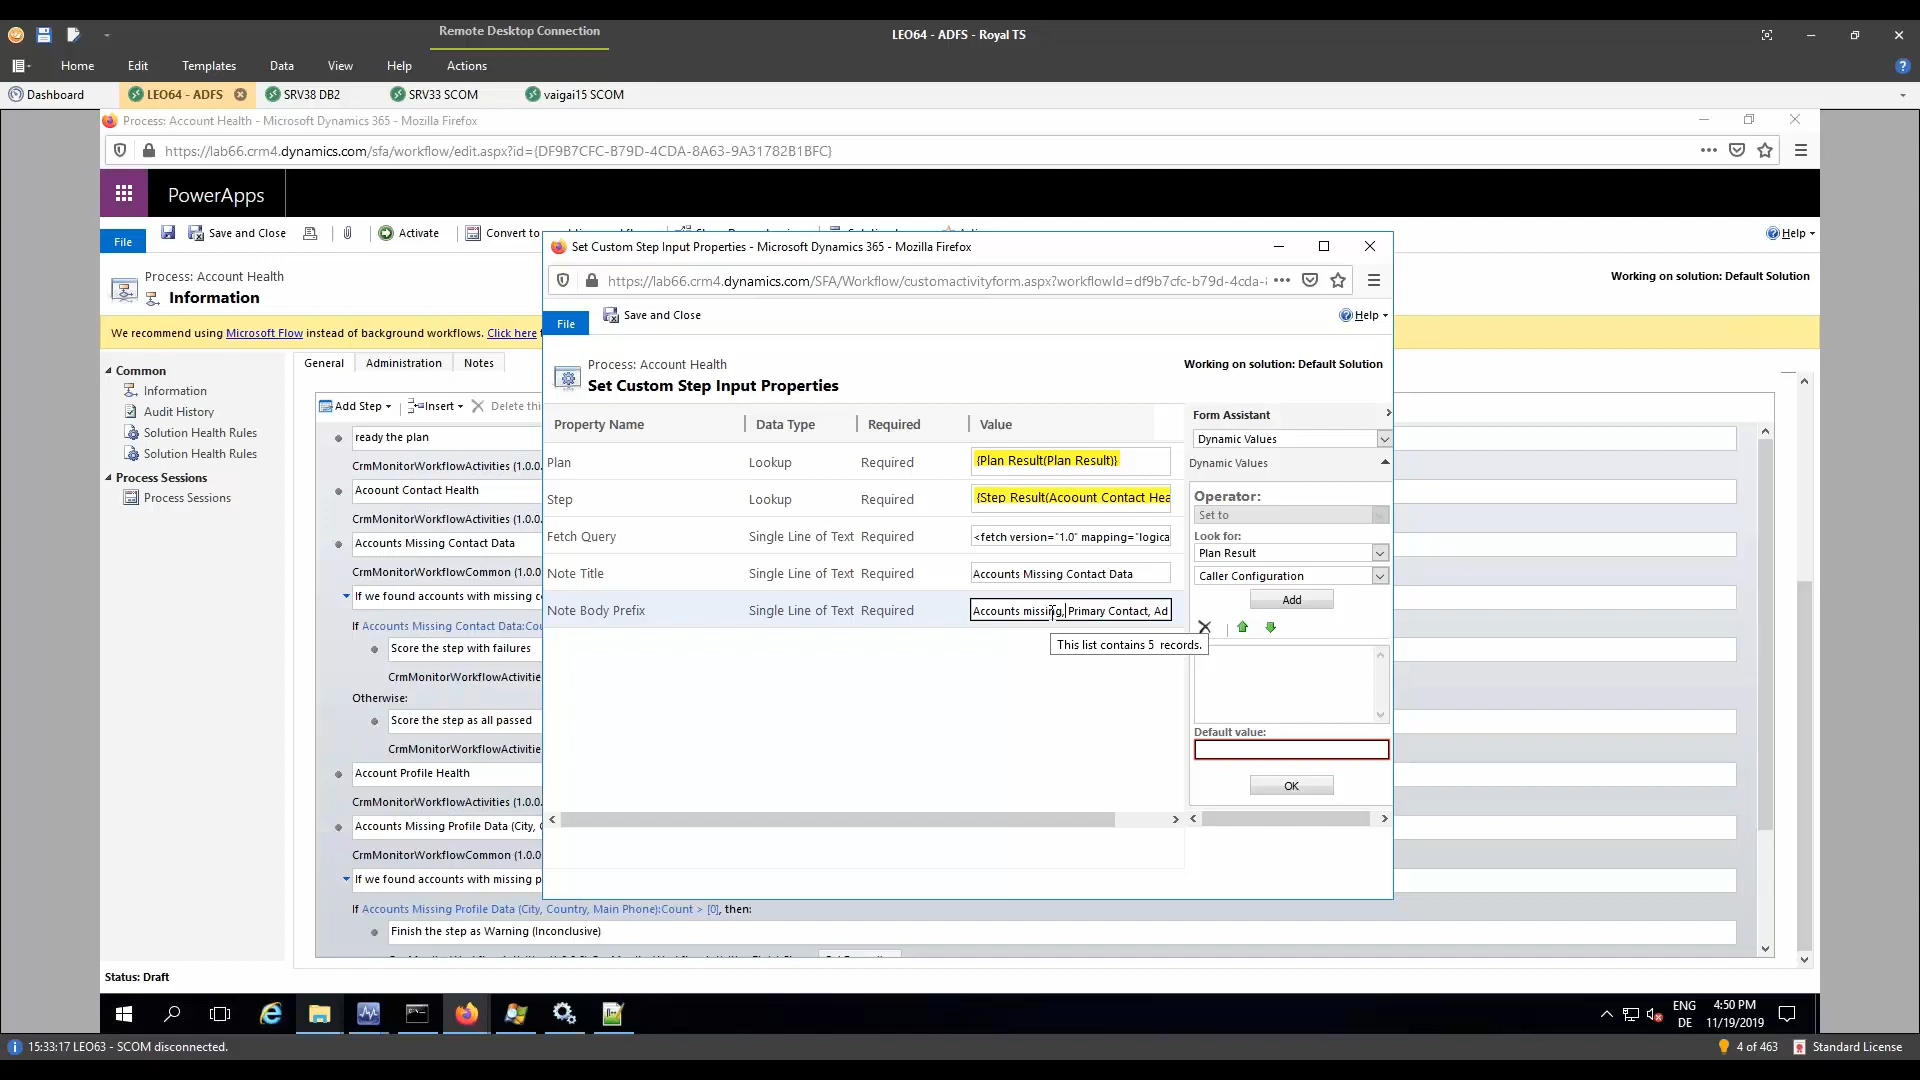 Remote Desktop Connection
LEO64 - ADFS - Royal TS
Home Edit Templates Data View Help Actions
Dashboard LEO64 - ADFS SRV38 DB2 SRV33 SCOM vaigai15 SCOM
Process: Account Health - Microsoft Dynamics 365 - Mozilla Firefox
https://lab66.crm4.dynamics.com/sfa/workflow/edit.aspx?id={DF9B7CFC-B79D-4CDA-8A63-9A31782B1BFC}
PowerApps
File Save and Close Activate Convert to Help
Process: Account Health
Information
Working on solution: Default Solution
We recommend using Microsoft Flow instead of background workflows. Click here
Common
Information
Audit History
Solution Health Rules
Solution Health Rules
Process Sessions
Process Sessions
General Administration Notes
Add Step Insert Delete thi
ready the plan
CrmMonitorWorkflowActivities (1.0.0.
Acoount Contact Health
CrmMonitorWorkflowActivities (1.0.0.
Accounts Missing Contact Data
CrmMonitorWorkflowCommon (1.0.0
If we found accounts with missing c
If Accounts Missing Contact Data:Cou
Score the step with failures
CrmMonitorWorkflowActivitie
Otherwise:
Score the step as all passed
CrmMonitorWorkflowActivitie
Account Profile Health
CrmMonitorWorkflowActivities (1.0.0.
Accounts Missing Profile Data (City, C
CrmMonitorWorkflowCommon (1.0.0
If we found accounts with missing p
If Accounts Missing Profile Data (City, Country, Main Phone):Count > [0], then:
Finish the step as Warning (Inconclusive)
Status: Draft
Set Custom Step Input Properties - Microsoft Dynamics 365 - Mozilla Firefox
https://lab66.crm4.dynamics.com/SFA/Workflow/customactivityform.aspx?workflowId=df9b7cfc-b79d-4cda-
File Save and Close Help
Process: Account Health
Set Custom Step Input Properties
Working on solution: Default Solution
Property Name Data Type Required Value
Plan Lookup Required {Plan Result(Plan Result)}
Step Lookup Required {Step Result(Acoount Contact Hea
Fetch Query Single Line of Text Required <fetch version="1.0" mapping="logica
Note Title Single Line of Text Required Accounts Missing Contact Data
Note Body Prefix Single Line of Text Required Accounts missing, Primary Contact, Ad
This list contains 5 records.
Form Assistant
Dynamic Values
Dynamic Values
Operator:
Set to
Look for:
Plan Result
Caller Configuration
Add
Default value:
OK
ENG
DE
4:50 PM
11/19/2019
15:33:17 LEO63 - SCOM disconnected.
4 of 463 Standard License